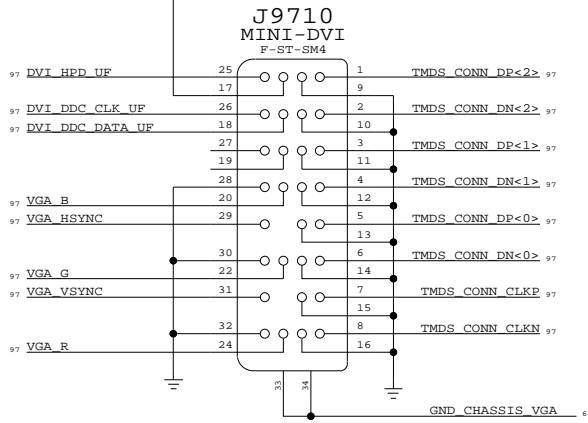 J9710
MINI-DVI
F-ST-SM4
97 DVI_HPD_UF 25 1 TMDS_CONN_DP<2> 97
17 9
97 DVI_DDC_CLK_UF 26 2 TMDS_CONN_DN<2> 97
97 DVI_DDC_DATA_UF 18 10
27 3 TMDS_CONN_DP<1> 97
19 11
28 4 TMDS_CONN_DN<1> 97
97 VGA_B 20 12
97 VGA_HSYNC 29 5 TMDS_CONN_DP<0> 97
13
30 6 TMDS_CONN_DN<0> 97
97 VGA_G 22 14
97 VGA_VSYNC 31 7 TMDS_CONN_CLKP 97
15
32 8 TMDS_CONN_CLKN 97
97 VGA_R 24 16
33 34
GND_CHASSIS_VGA 6